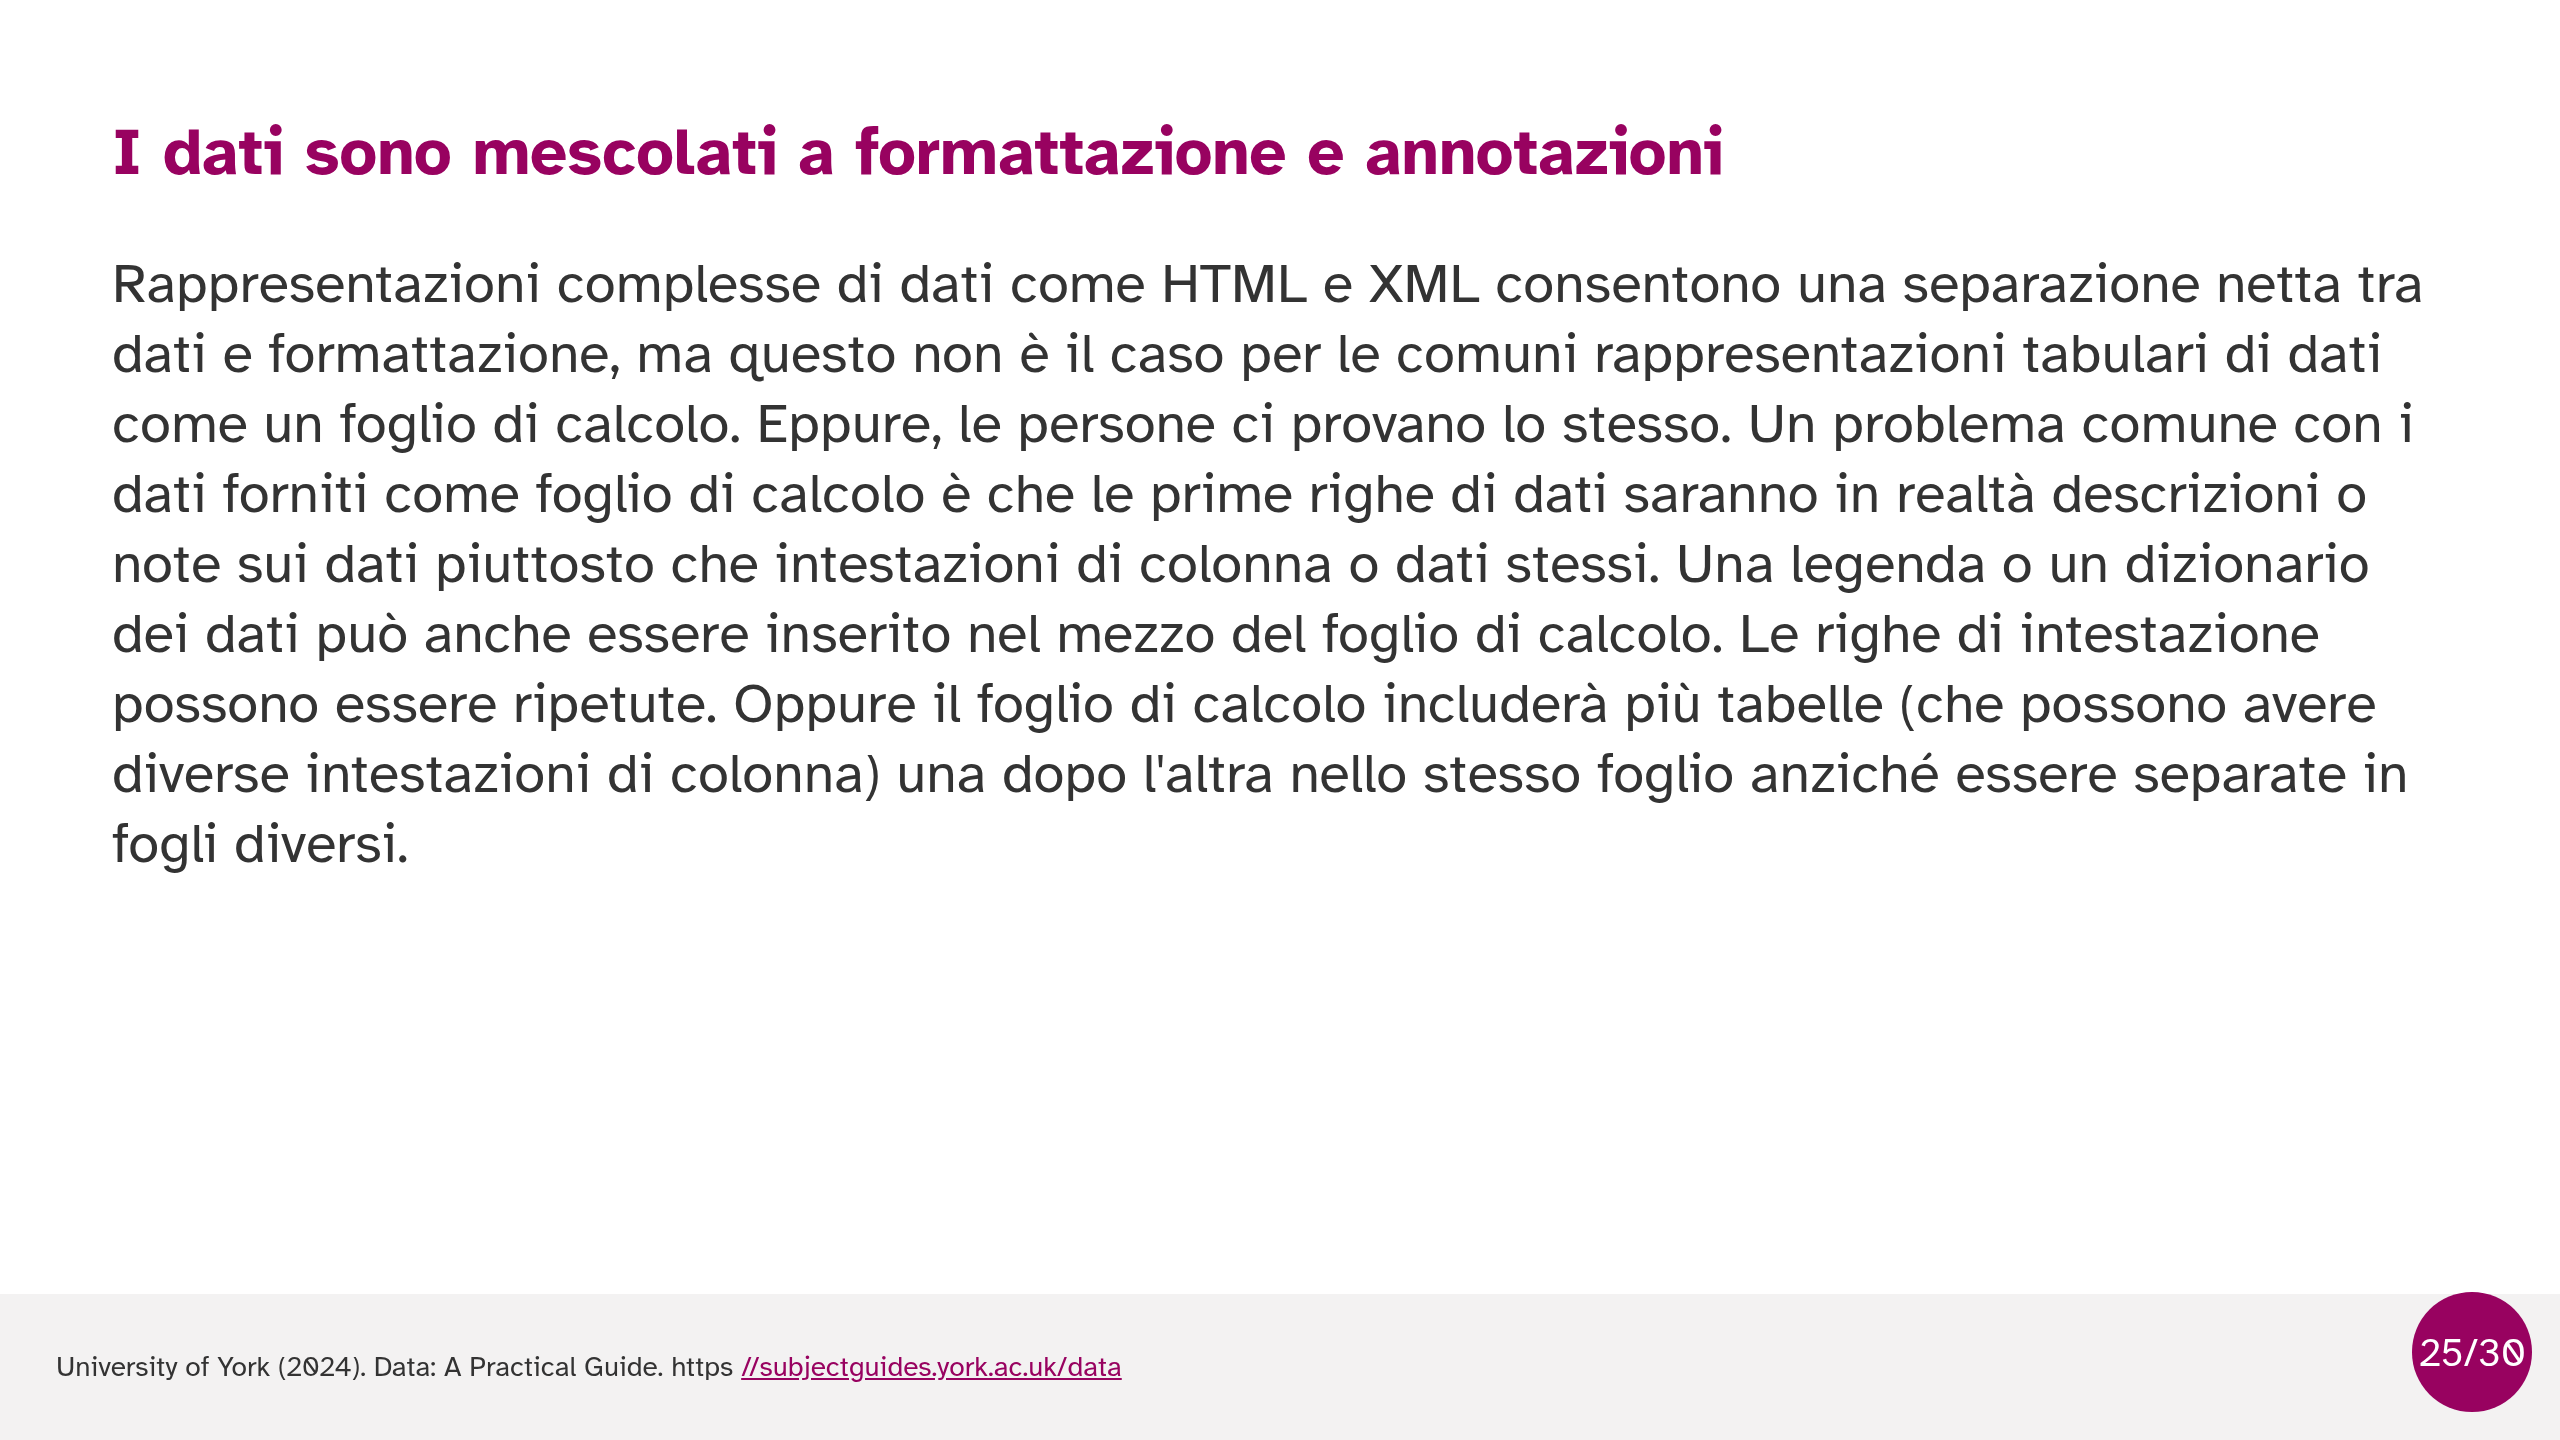 I dati sono mescolati a formattazione e annotazioni
Rappresentazioni complesse di dati come HTML e XML consentono una separazione netta tra
dati e formattazione, ma questo non è il caso per le comuni rappresentazioni tabulari di dati
come un foglio di calcolo. Eppure, le persone ci provano lo stesso. Un problema comune con i
dati forniti come foglio di calcolo è che le prime righe di dati saranno in realtà descrizioni o
note sui dati piuttosto che intestazioni di colonna o dati stessi. Una legenda o un dizionario
dei dati può anche essere inserito nel mezzo del foglio di calcolo. Le righe di intestazione
possono essere ripetute. Oppure il foglio di calcolo includerà più tabelle (che possono avere
diverse intestazioni di colonna) una dopo l'altra nello stesso foglio anziché essere separate in
fogli diversi.
University of York (2024). Data: A Practical Guide. https //subjectguides.york.ac.uk/data
25/30